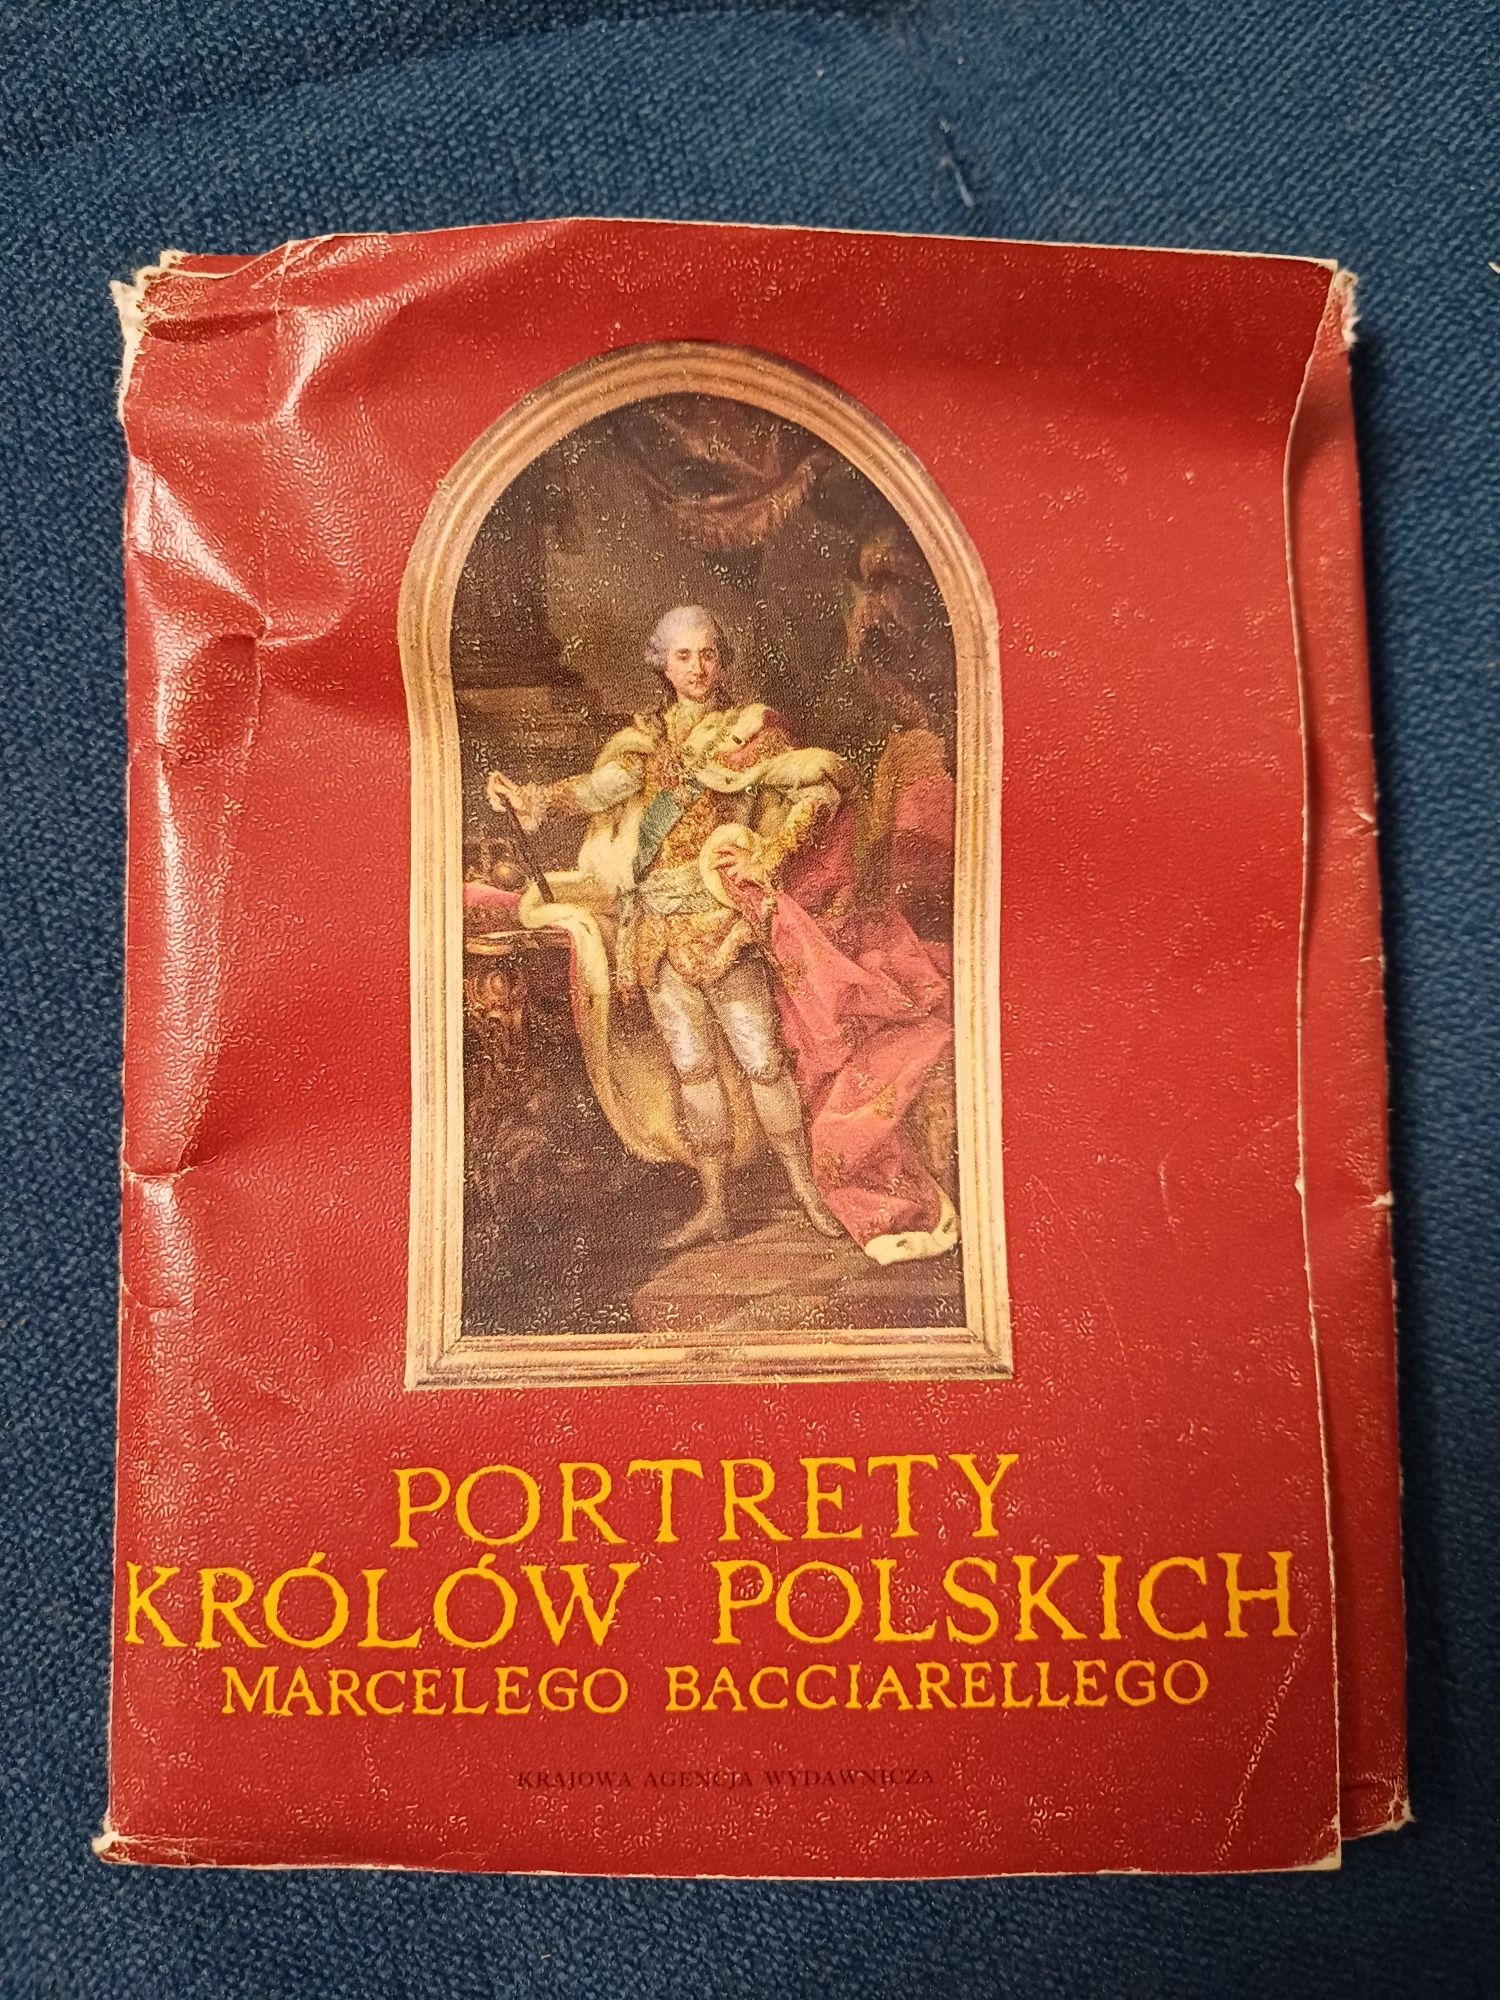 PORTRETY
KRÓLÓW POLSKICH
MARCELEGO BACCIARELLEGO
KRAJOWA AGENCJA WYDAWNICZA